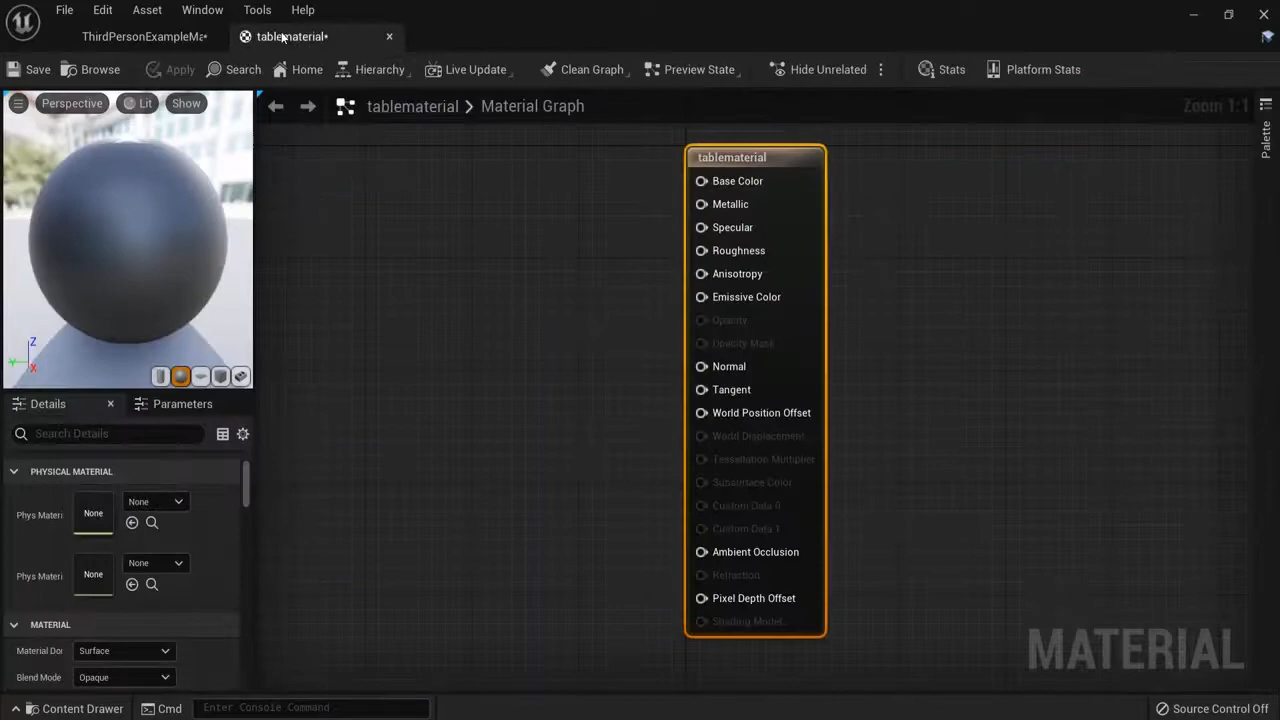 File Edit Asset Window Tools Help
ThirdPersonExampleMa* tablematerial*
Save Browse Apply Search Home Hierarchy Live Update Clean Graph Preview State Hide Unrelated Stats Platform Stats
Perspective Lit Show
tablematerial Material Graph Zoom 1:1
Palette
tablematerial
Base Color
Metallic
Specular
Roughness
Anisotropy
Emissive Color
Opacity
Opacity Mask
Normal
Tangent
World Position Offset
World Displacement
Tessellation Multiplier
Subsurface Color
Custom Data 0
Custom Data 1
Ambient Occlusion
Refraction
Pixel Depth Offset
Shading Model
Z
Y
X
Details Parameters
Search Details
PHYSICAL MATERIAL
Phys Materi None None
Phys Materi None None
MATERIAL
Material Doi Surface
Blend Mode Opaque
MATERIAL
Content Drawer Cmd Enter Console Command Source Control Off